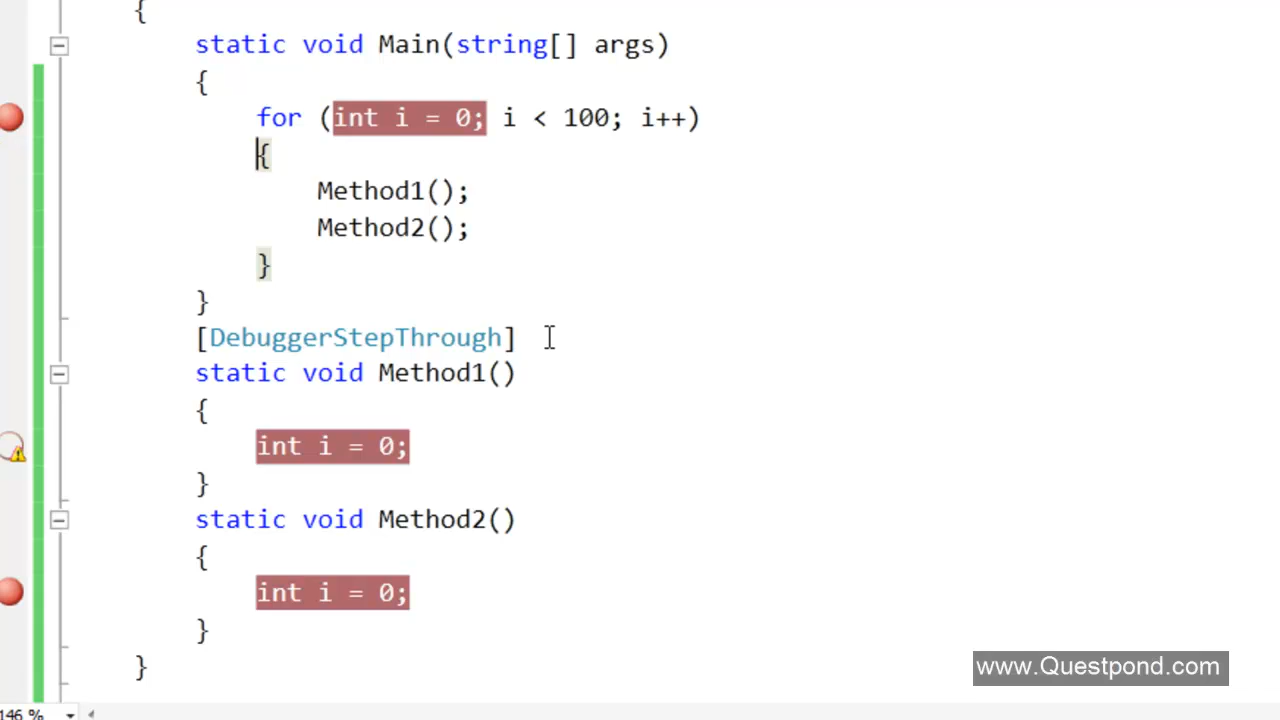 {
static void Main(string[] args)
{
for (int i = 0; i < 100; i++)
{
Method1();
Method2();
}
}
[DebuggerStepThrough]
static void Method1()
{
int i = 0;
}
static void Method2()
{
int i = 0;
}
}
www.Questpond.com
146 %